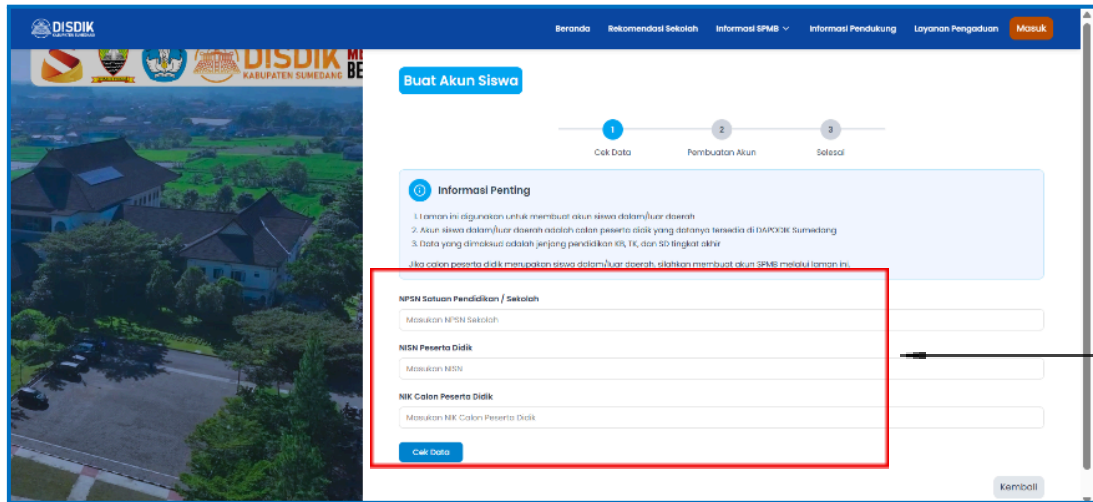 DISDIK
KABUPATEN SUMEDANG
Beranda Rekomendasi Sekolah Informasi SPMB Informasi Pendukung Layanan Pengaduan Masuk
DISDIK
KABUPATEN SUMEDANG
BE
Buat Akun Siswa
1 2 3
Cek Data Pembuatan Akun Selesai
Informasi Penting
1. Laman ini digunakan untuk membuat akun siswa dalam/luar daerah
2. Akun siswa dalam/luar daerah adalah calon peserta didik yang datanya tersedia di DAPODIK Sumedang
3. Data yang dimaksud adalah jenjang pendidikan KB, TK, dan SD tingkat akhir
Jika calon peserta didik merupakan siswa dalam/luar daerah, silahkan membuat akun SPMB melalui laman ini.
NPSN Satuan Pendidikan / Sekolah
Masukan NPSN Sekolah
NISN Peserta Didik
Masukan NISN
NIK Calon Peserta Didik
Masukan NIK Calon Peserta Didik
Cek Data
Kembali